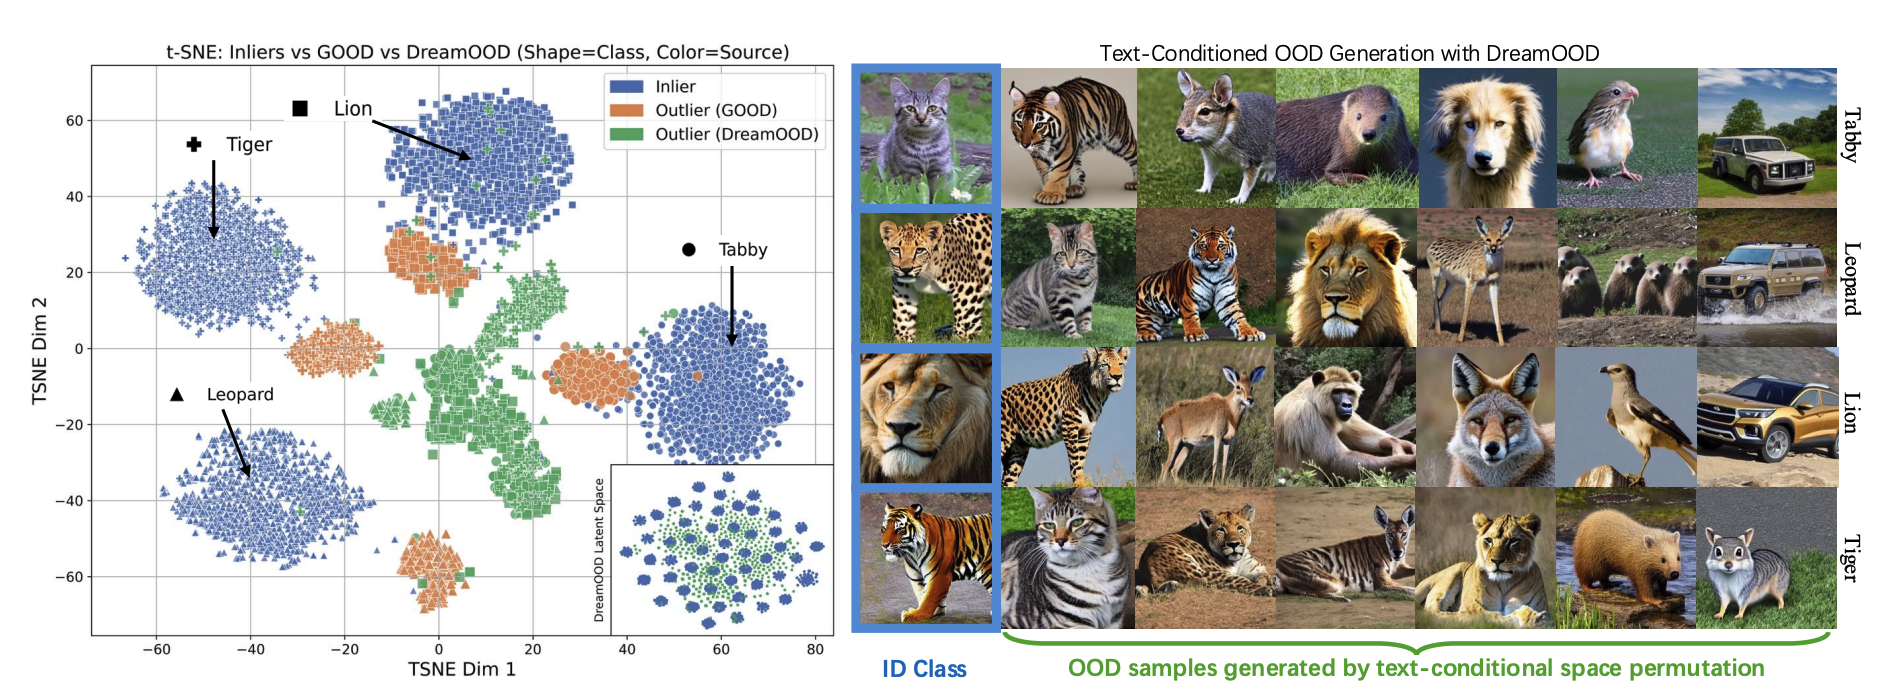 t-SNE: Inliers vs GOOD vs DreamOOD (Shape=Class, Color=Source)
Inlier
Outlier (GOOD)
Outlier (DreamOOD)
Lion
Tiger
Tabby
Leopard
60
40
20
0
−20
−40
−60
TSNE Dim 2
−60
−40
−20
0
20
40
60
80
TSNE Dim 1
DreamOOD Latent Space
Text-Conditioned OOD Generation with DreamOOD
Tabby
Leopard
Lion
Tiger
ID Class
OOD samples generated by text-conditional space permutation